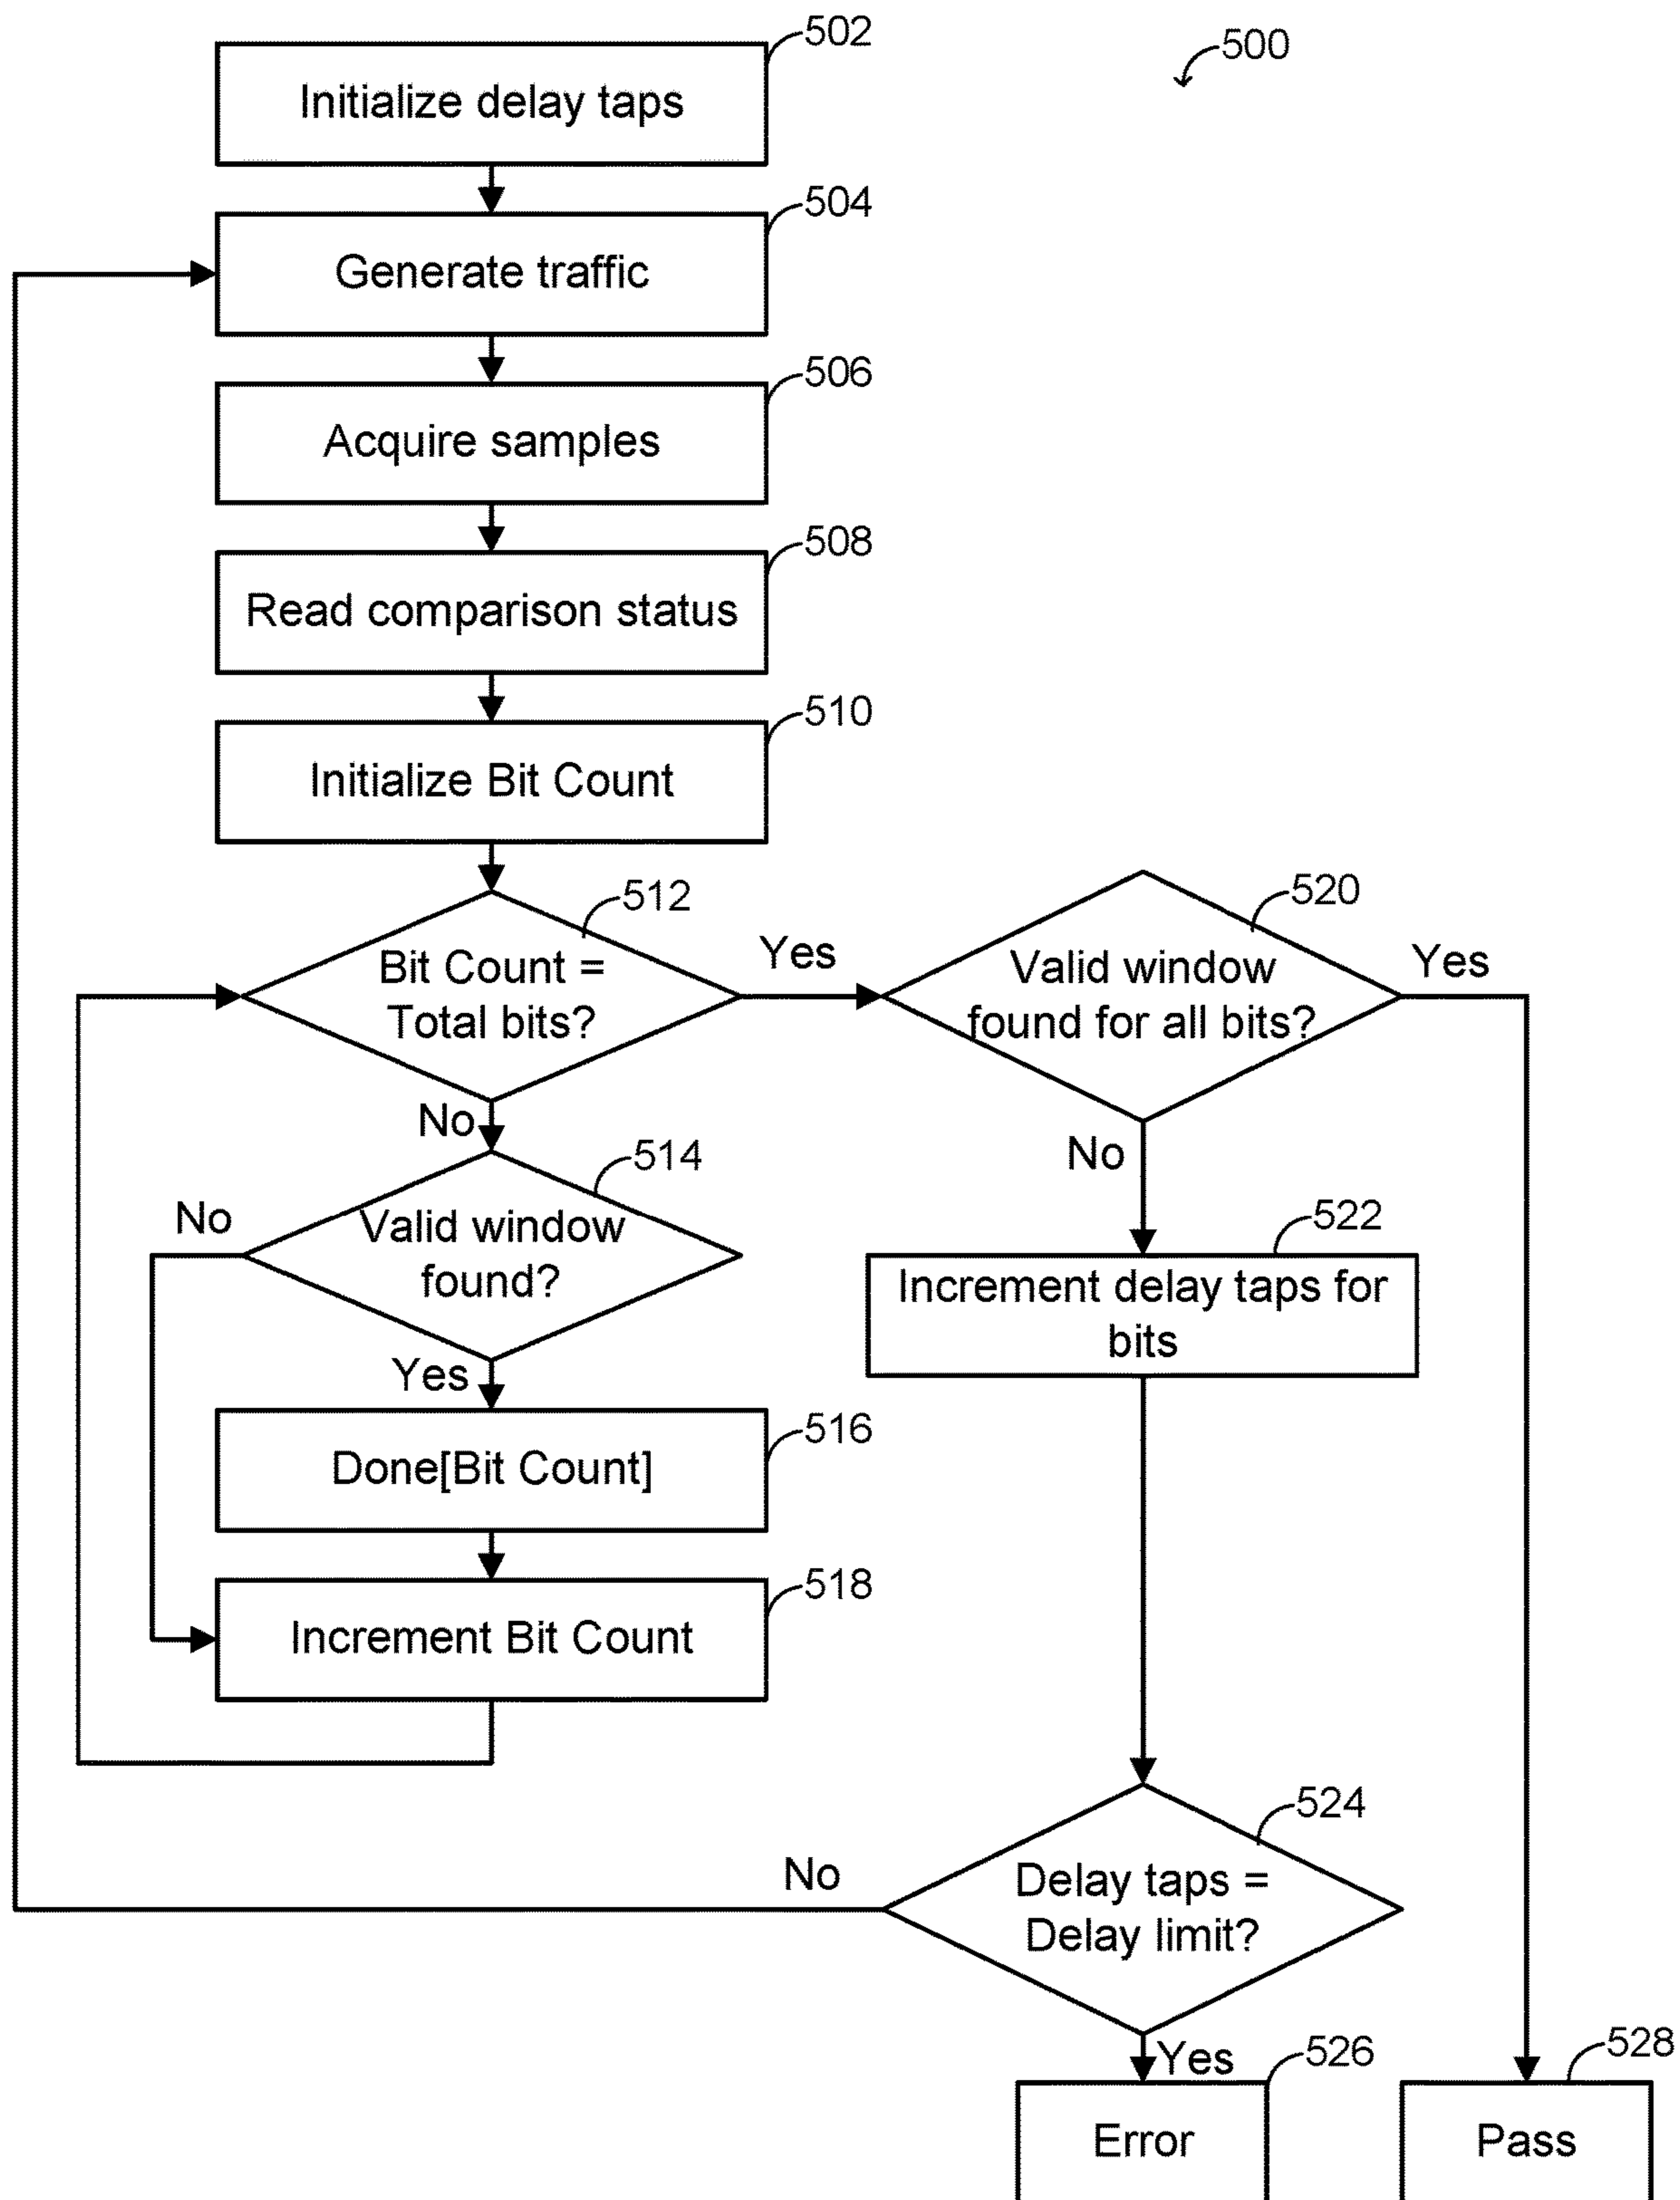 502
500
Initialize delay taps
504
Generate traffic
506
Acquire samples
508
Read comparison status
510
Initialize Bit Count
512
Bit Count =
Total bits?
Yes
520
Valid window
found for all bits?
Yes
No
514
Valid window
found?
No
Yes
No
522
Increment delay taps for
bits
516
Done[Bit Count]
518
Increment Bit Count
524
Delay taps =
Delay limit?
No
Yes
526
Error
528
Pass